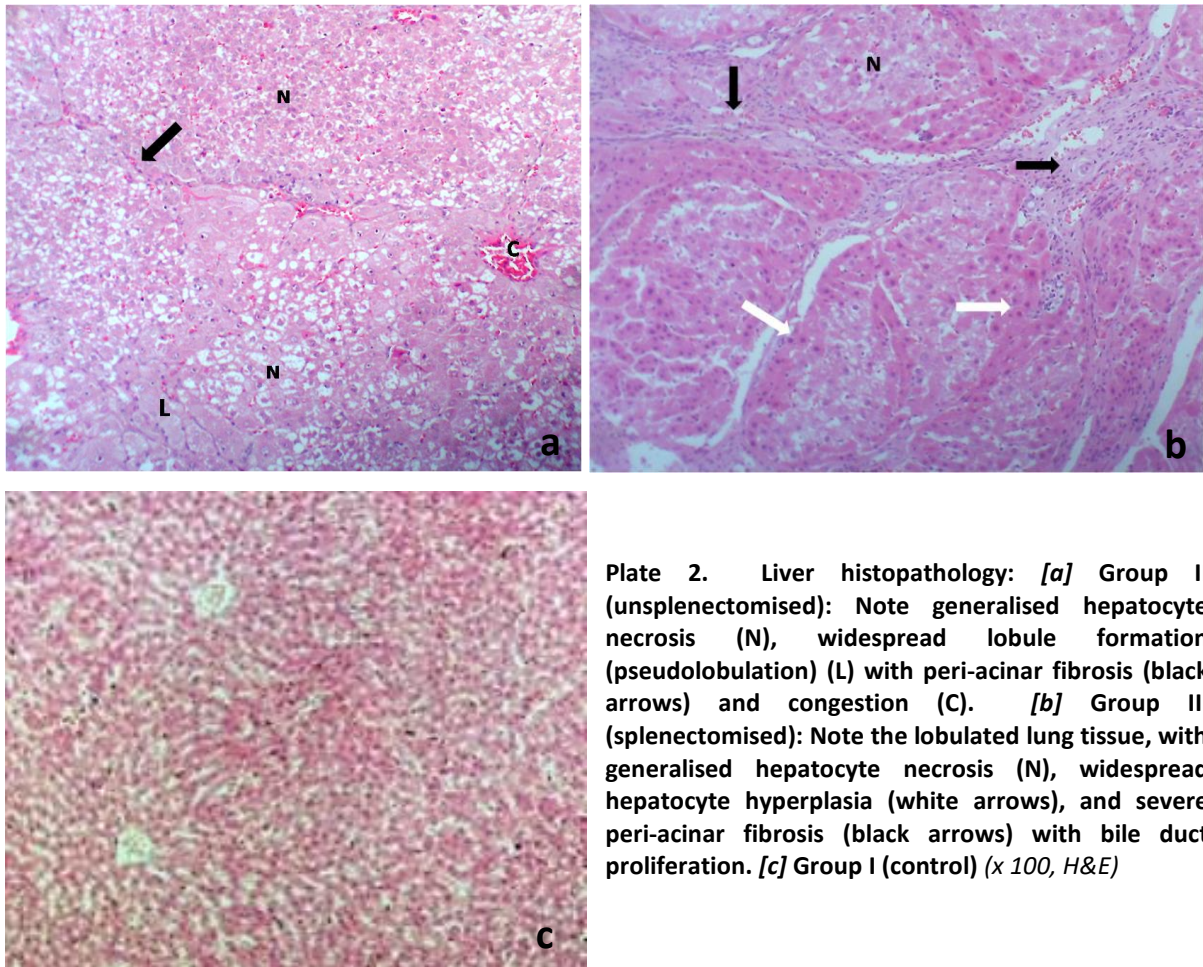 N
N
C
N
L
a
b
c
Plate 2. Liver histopathology: [a] Group I
(unsplenectomised): Note generalised hepatocyte
necrosis (N), widespread lobule formation
(pseudolobulation) (L) with peri-acinar fibrosis (black
arrows) and congestion (C). [b] Group II
(splenectomised): Note the lobulated lung tissue, with
generalised hepatocyte necrosis (N), widespread
hepatocyte hyperplasia (white arrows), and severe
peri-acinar fibrosis (black arrows) with bile duct
proliferation. [c] Group I (control) (x 100, H&E)